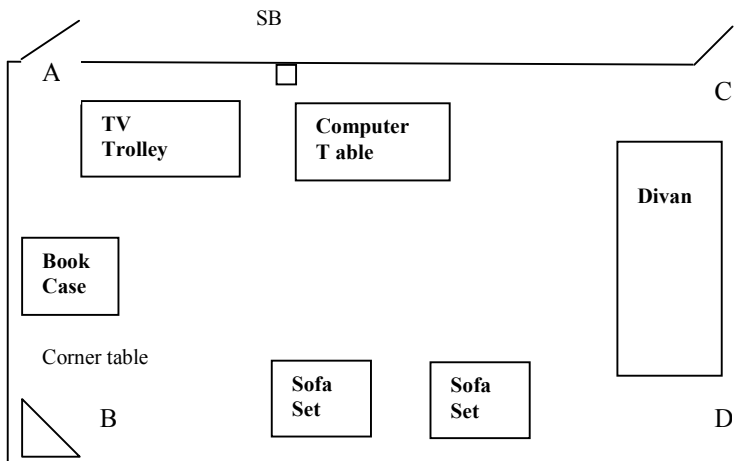 SB
A
C
TV
Trolley
Computer
T able
Divan
Book
Case
Corner table
Sofa
Set
Sofa
Set
B
D